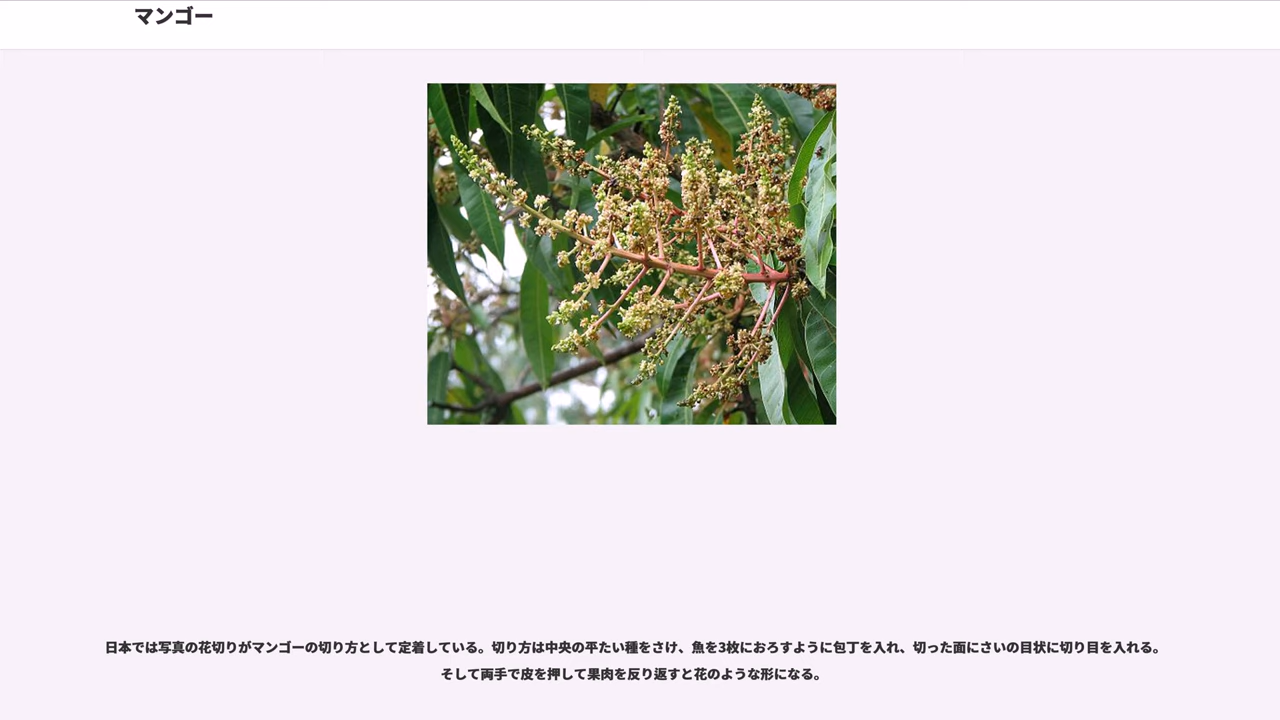 マンゴー
日本では写真の花切りがマンゴーの切り方として定着している。切り方は中央の平たい種をさけ、魚を3枚におろすように包丁を入れ、切った面にさいの目状に切り目を入れる。
そして両手で皮を押して果肉を反り返すと花のような形になる。